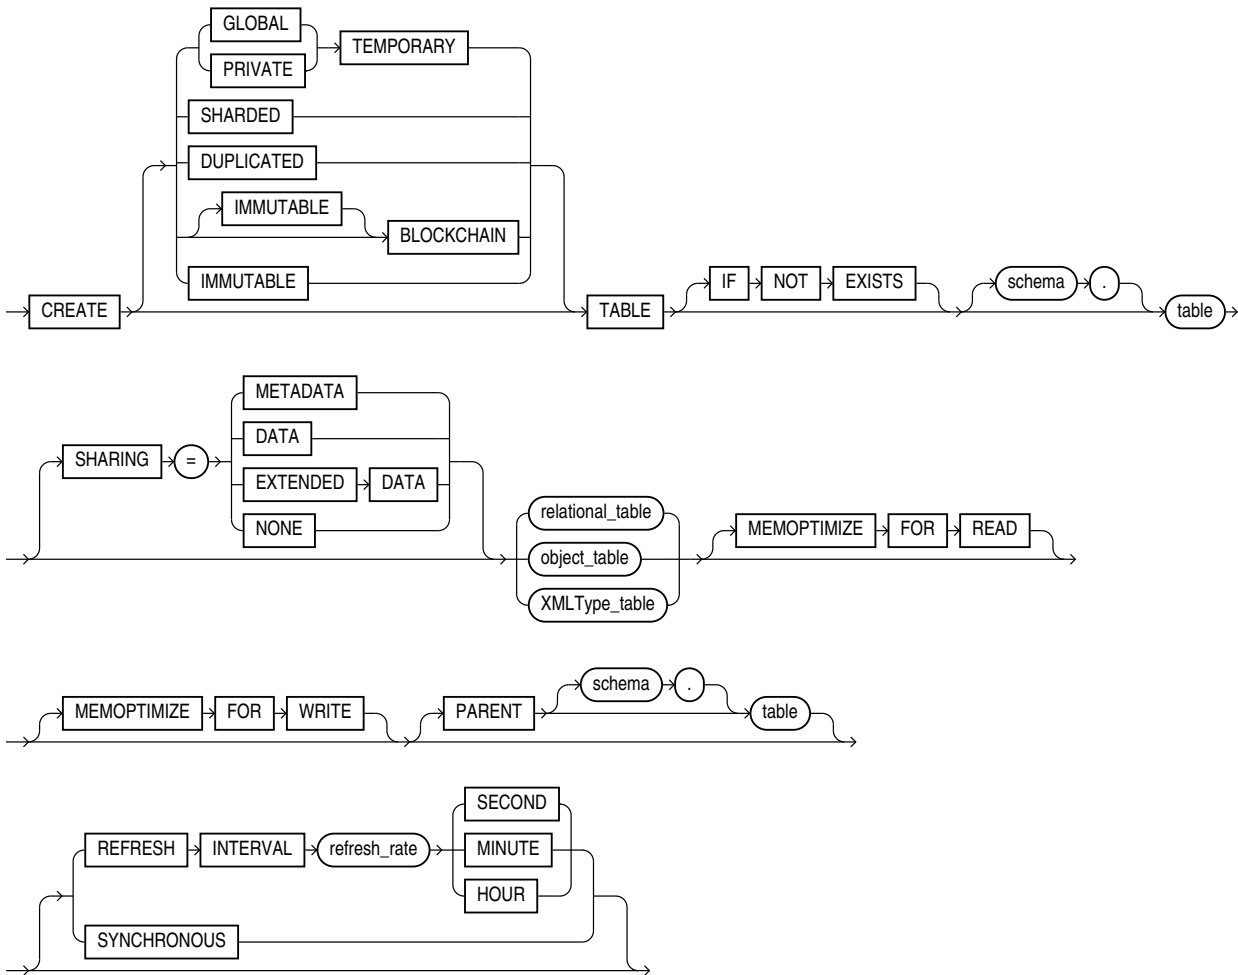 GLOBAL
PRIVATE
TEMPORARY
SHARDED
DUPLICATED
IMMUTABLE
BLOCKCHAIN
IMMUTABLE
CREATE TABLE IF NOT EXISTS schema . table
METADATA
DATA
SHARING =
EXTENDED DATA
NONE
relational_table
object_table
XMLType_table
MEMOPTIMIZE FOR READ
MEMOPTIMIZE FOR WRITE PARENT schema . table
REFRESH INTERVAL refresh_rate
SECOND
MINUTE
HOUR
SYNCHRONOUS